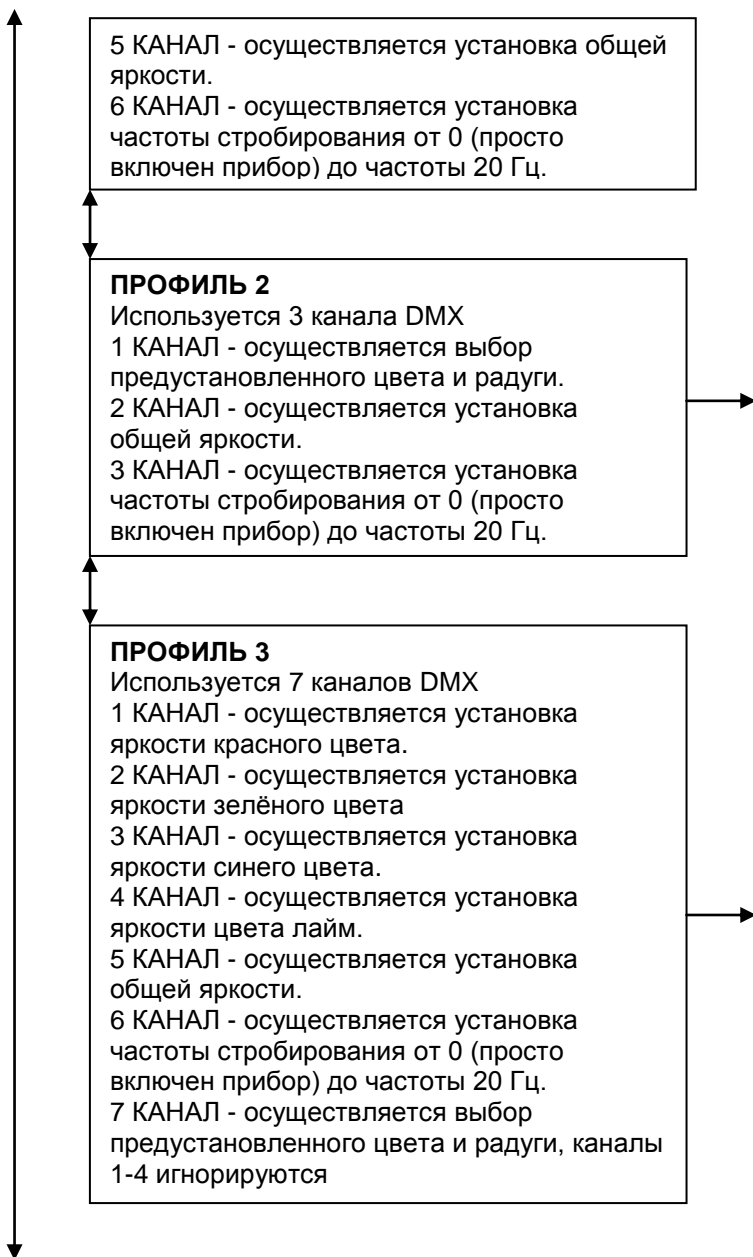 5 КАНАЛ - осуществляется установка общей
яркости.
6 КАНАЛ - осуществляется установка
частоты стробирования от 0 (просто
включен прибор) до частоты 20 Гц.
ПРОФИЛЬ 2
Используется 3 канала DMX
1 КАНАЛ - осуществляется выбор
предустановленного цвета и радуги.
2 КАНАЛ - осуществляется установка
общей яркости.
3 КАНАЛ - осуществляется установка
частоты стробирования от 0 (просто
включен прибор) до частоты 20 Гц.
ПРОФИЛЬ 3
Используется 7 каналов DMX
1 КАНАЛ - осуществляется установка
яркости красного цвета.
2 КАНАЛ - осуществляется установка
яркости зелёного цвета
3 КАНАЛ - осуществляется установка
яркости синего цвета.
4 КАНАЛ - осуществляется установка
яркости цвета лайм.
5 КАНАЛ - осуществляется установка
общей яркости.
6 КАНАЛ - осуществляется установка
частоты стробирования от 0 (просто
включен прибор) до частоты 20 Гц.
7 КАНАЛ - осуществляется выбор
предустановленного цвета и радуги, каналы
1-4 игнорируются